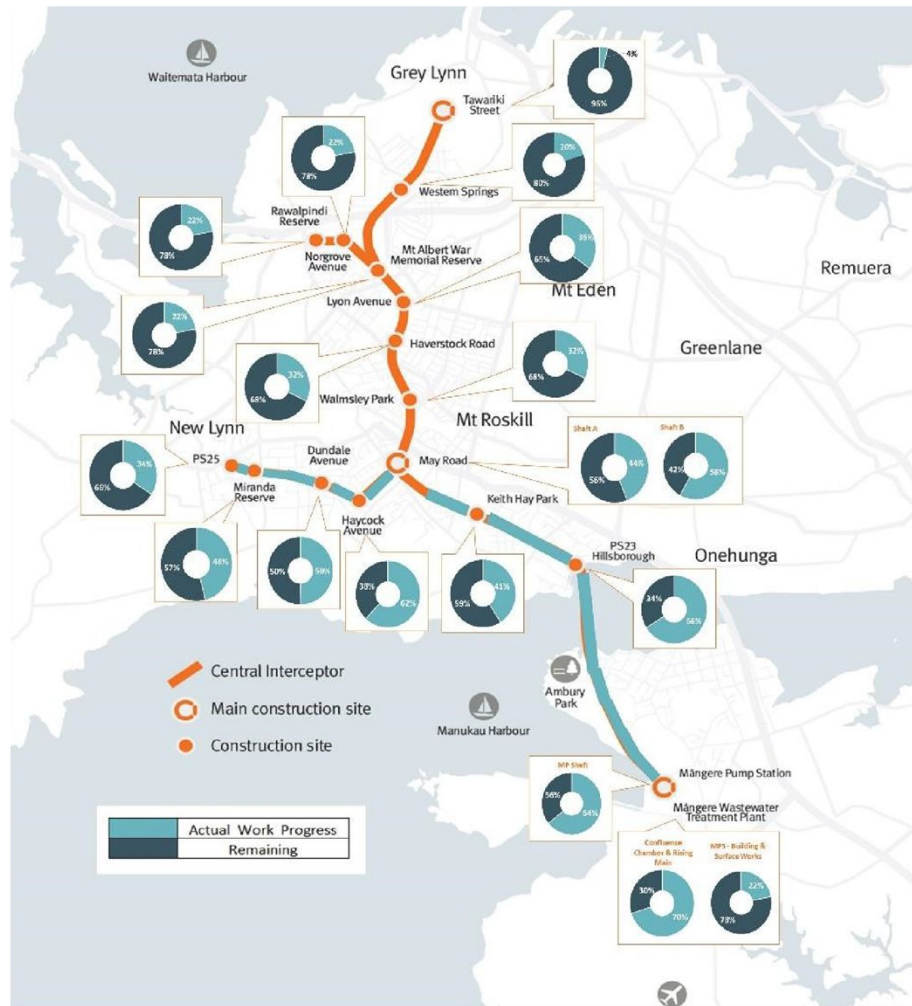 Waitemata Harbour
Grey Lynn
Tawariki
Street
4%
96%
22%
78%
20%
80%
Western Springs
Rawalpindi
Reserve
22%
78%
Norgrove
Avenue
Mt Albert War
Memorial Reserve
35%
65%
Remuera
Mt Eden
Lyon Avenue
22%
78%
Haverstock Road
Greenlane
32%
68%
32%
68%
Walmsley Park
Mt Roskill
New Lynn
Dundale
Avenue
Shaft A
Shaft B
44%
56%
58%
42%
May Road
PS25
Miranda
Reserve
34%
66%
Keith Hay Park
Haycock
Avenue
PS23
Hillsborough
Onehunga
57%
50%
50%
38%
62%
41%
59%
34%
66%
Central Interceptor
Main construction site
Construction site
Ambury
Park
Manukau Harbour
MP Shaft
36%
64%
Māngere Pump Station
Māngere Wastewater
Treatment Plant
Actual Work Progress
Remaining
Confluence
Chamber & Rising
Main
MPS - Building &
Surface Works
30%
70%
22%
78%